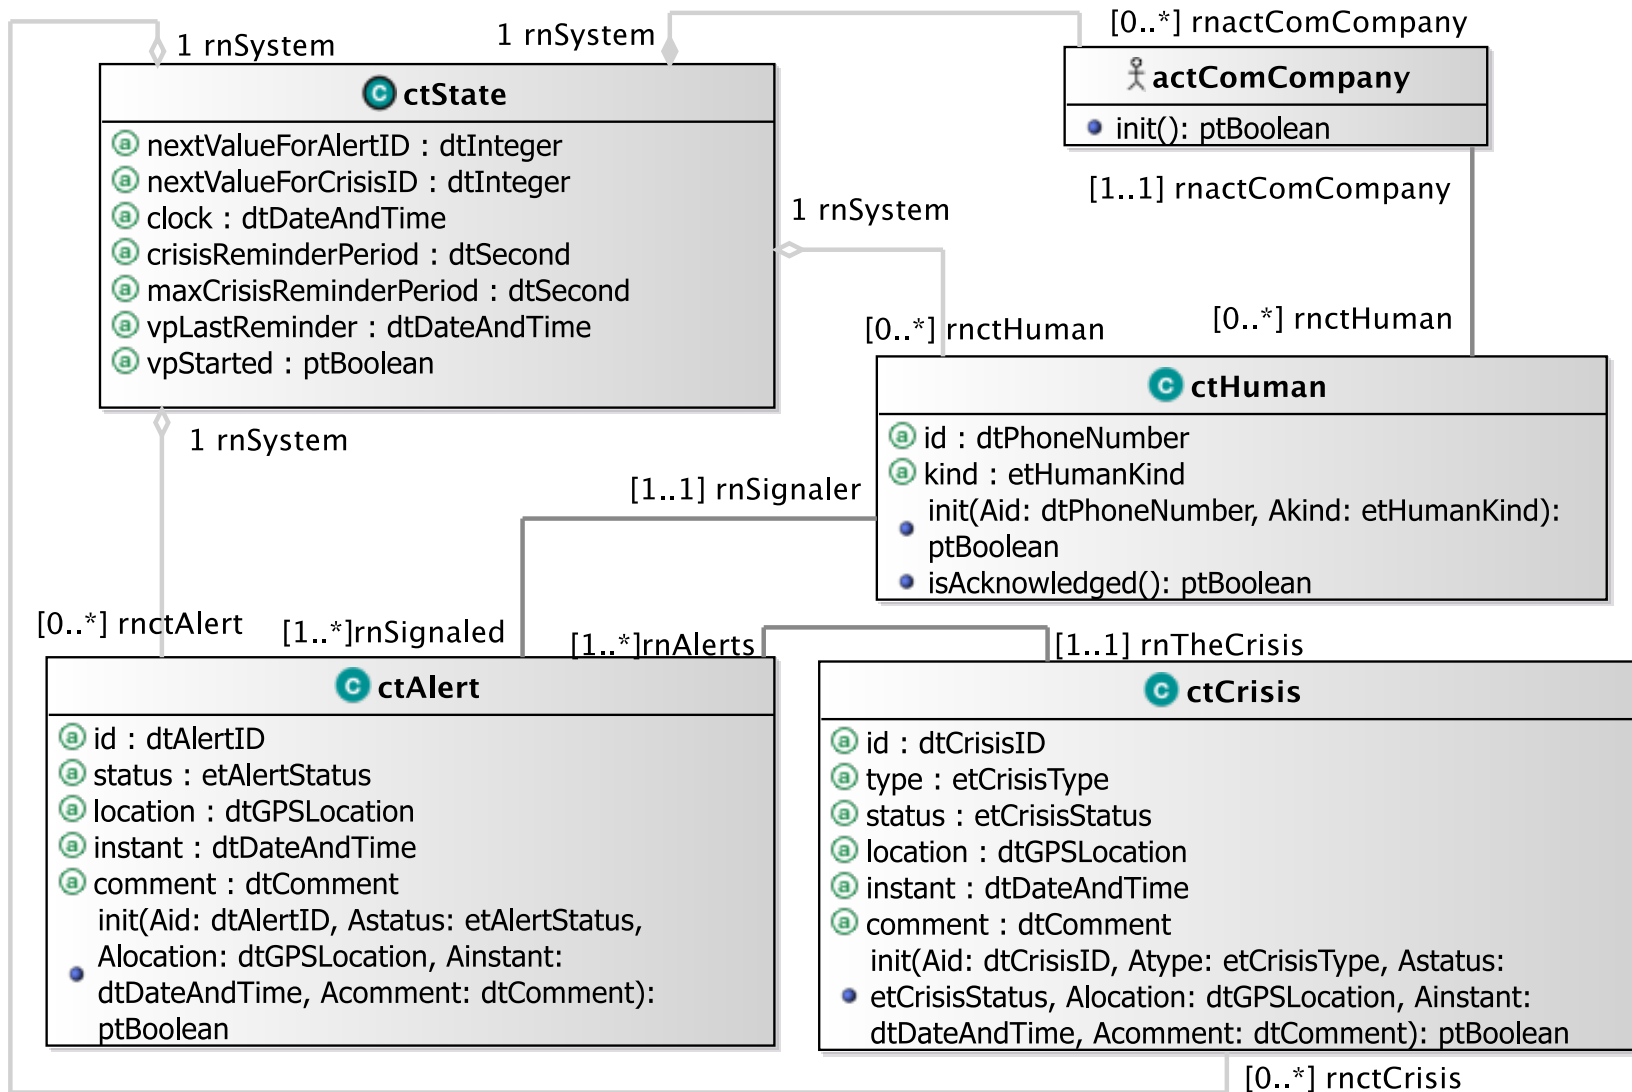 1 rnSystem
1 rnSystem
[0..*] rnactComCompany
ctState
nextValueForAlertID : dtInteger
nextValueForCrisisID : dtInteger
clock : dtDateAndTime
crisisReminderPeriod : dtSecond
maxCrisisReminderPeriod : dtSecond
vpLastReminder : dtDateAndTime
vpStarted : ptBoolean
actComCompany
init(): ptBoolean
[1..1] rnactComCompany
1 rnSystem
[0..*] rnctHuman
[0..*] rnctHuman
ctHuman
id : dtPhoneNumber
kind : etHumanKind
init(Aid: dtPhoneNumber, Akind: etHumanKind):
ptBoolean
isAcknowledged(): ptBoolean
1 rnSystem
[1..1] rnSignaler
[0..*] rnctAlert
[1..*]rnSignaled
[1..*]rnAlerts
[1..1] rnTheCrisis
ctAlert
id : dtAlertID
status : etAlertStatus
location : dtGPSLocation
instant : dtDateAndTime
comment : dtComment
init(Aid: dtAlertID, Astatus: etAlertStatus,
Alocation: dtGPSLocation, Ainstant:
dtDateAndTime, Acomment: dtComment):
ptBoolean
ctCrisis
id : dtCrisisID
type : etCrisisType
status : etCrisisStatus
location : dtGPSLocation
instant : dtDateAndTime
comment : dtComment
init(Aid: dtCrisisID, Atype: etCrisisType, Astatus:
etCrisisStatus, Alocation: dtGPSLocation, Ainstant:
dtDateAndTime, Acomment: dtComment): ptBoolean
[0..*] rnctCrisis